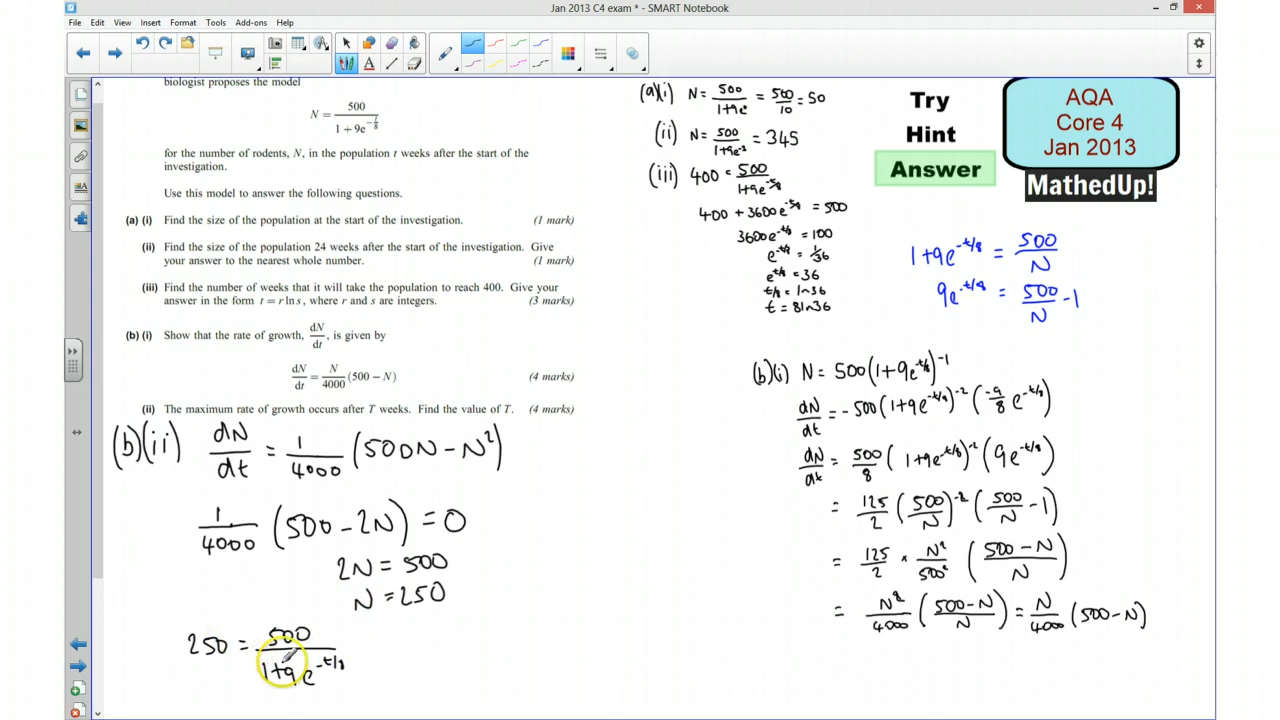 Jan 2013 C4 exam * - SMART Notebook
File Edit View Insert Format Tools Add-ons Help
biologist proposes the model
N = 500 / (1 + 9e^(-t/8))
for the number of rodents, N, in the population t weeks after the start of the
investigation.
Use this model to answer the following questions.
(a) (i) Find the size of the population at the start of the investigation. (1 mark)
(ii) Find the size of the population 24 weeks after the start of the investigation. Give
your answer to the nearest whole number. (1 mark)
(iii) Find the number of weeks that it will take the population to reach 400. Give your
answer in the form t = r ln s, where r and s are integers. (3 marks)
(b) (i) Show that the rate of growth, dN/dt, is given by
dN/dt = N/4000 (500 − N) (4 marks)
(ii) The maximum rate of growth occurs after T weeks. Find the value of T. (4 marks)
(b)(ii) dN/dt = 1/4000 (500N − N²)
1/4000 (500 − 2N) = 0
2N = 500
N = 250
250 = 500 / (1+9e^(-t/8))
(a)(i) N = 500/(1+9e⁰) = 500/10 = 50
(ii) N = 500/(1+9e^(-3)) = 345
(iii) 400 = 500/(1+9e^(-t/8))
400 + 3600e^(-t/8) = 500
3600e^(-t/8) = 100
e^(-t/8) = 1/36
e^(t/8) = 36
t/8 = ln36
t = 8ln36
Try
Hint
Answer
AQA
Core 4
Jan 2013
MathedUp!
1+9e^(-t/8) = 500/N
9e^(-t/8) = 500/N - 1
(b)(i) N = 500(1+9e^(-t/8))^(-1)
dN/dt = -500(1+9e^(-t/8))^(-2) (-9/8 e^(-t/8))
dN/dt = 500/8 (1+9e^(-t/8))^(-2) (9e^(-t/8))
= 125/2 (500/N)^(-2) (500/N - 1)
= 125/2 × N²/500² ((500-N)/N)
= N²/4000 ((500-N)/N) = N/4000 (500-N)